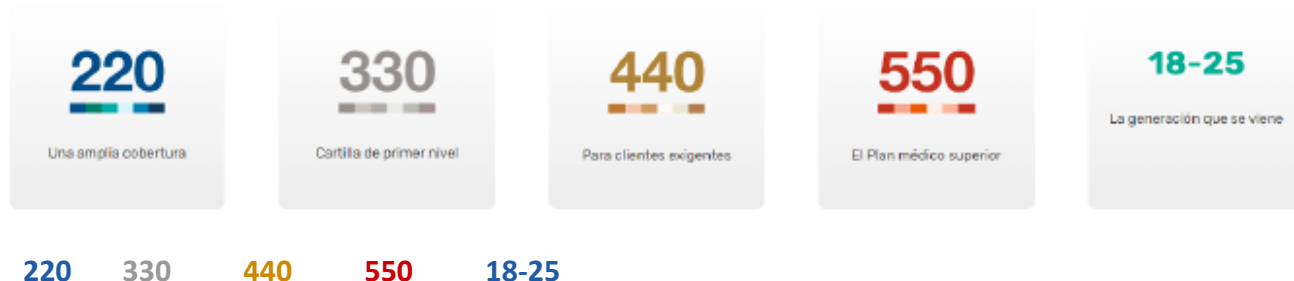 220
Una amplia cobertura
330
Cartilla de primer nivel
440
Para clientes exigentes
550
El Plan médico superior
18-25
La generación que se viene
220 330 440 550 18-25